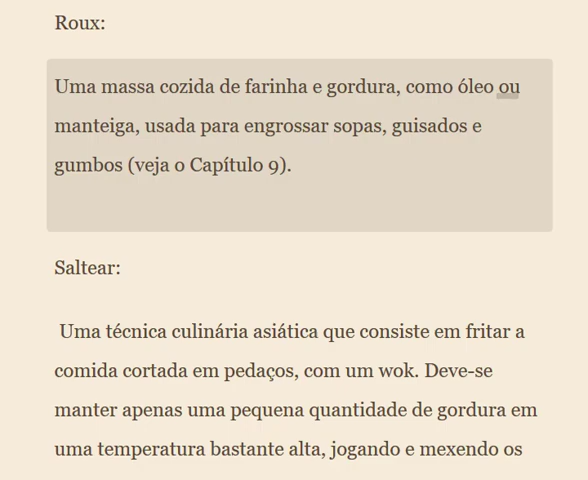 Roux:
Uma massa cozida de farinha e gordura, como óleo ou
manteiga, usada para engrossar sopas, guisados e
gumbos (veja o Capítulo 9).
Saltear:
Uma técnica culinária asiática que consiste em fritar a
comida cortada em pedaços, com um wok. Deve-se
manter apenas uma pequena quantidade de gordura em
uma temperatura bastante alta, jogando e mexendo os